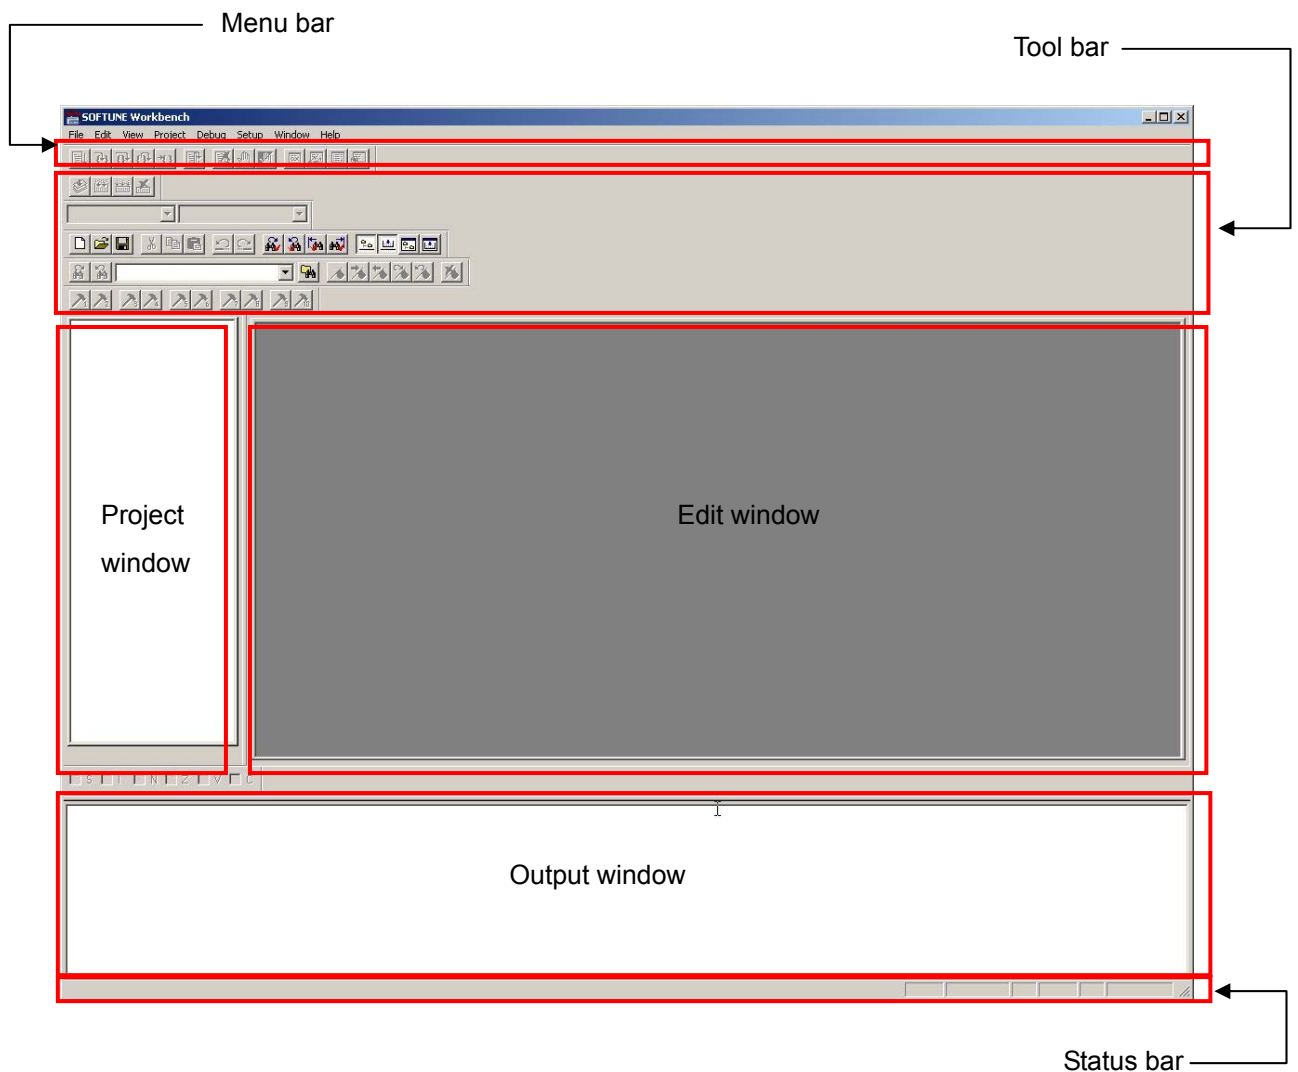 Menu bar
Tool bar
SOFTUNE Workbench
File Edit View Project Debug Setup Window Help
Project
window
Edit window
S I N Z V C
Output window
Status bar